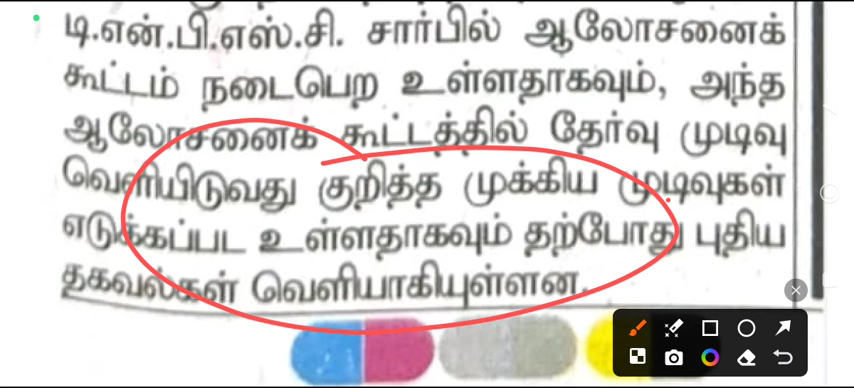 டி.என்.பி.எஸ்.சி. சார்பில் ஆலோசனைக்
கூட்டம் நடைபெற உள்ளதாகவும், அந்த
ஆலோசனைக் கூட்டத்தில் தேர்வு முடிவு
வெளியிடுவது குறித்த முக்கிய முடிவுகள்
எடுக்கப்பட உள்ளதாகவும் தற்போது புதிய
தகவல்கள் வெளியாகியுள்ளன.